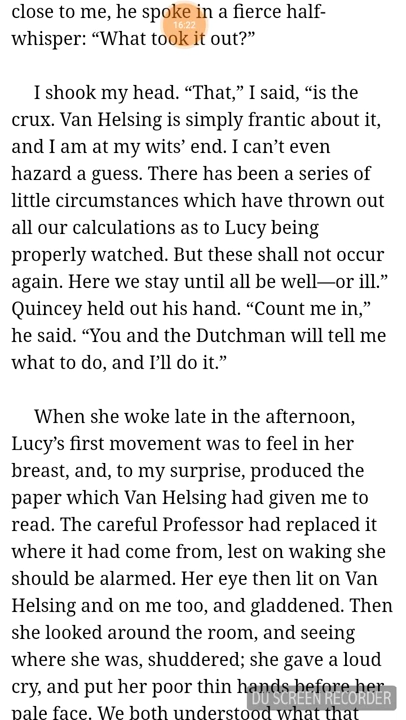 close to me, he spoke in a fierce half-
16:22
whisper: “What took it out?”
I shook my head. “That,” I said, “is the
crux. Van Helsing is simply frantic about it,
and I am at my wits’ end. I can’t even
hazard a guess. There has been a series of
little circumstances which have thrown out
all our calculations as to Lucy being
properly watched. But these shall not occur
again. Here we stay until all be well—or ill.”
Quincey held out his hand. “Count me in,”
he said. “You and the Dutchman will tell me
what to do, and I’ll do it.”
When she woke late in the afternoon,
Lucy’s first movement was to feel in her
breast, and, to my surprise, produced the
paper which Van Helsing had given me to
read. The careful Professor had replaced it
where it had come from, lest on waking she
should be alarmed. Her eye then lit on Van
Helsing and on me too, and gladdened. Then
she looked around the room, and seeing
where she was, shuddered; she gave a loud
cry, and put her poor thin hands before her
DU SCREEN RECORDER
pale face. We both understood what that